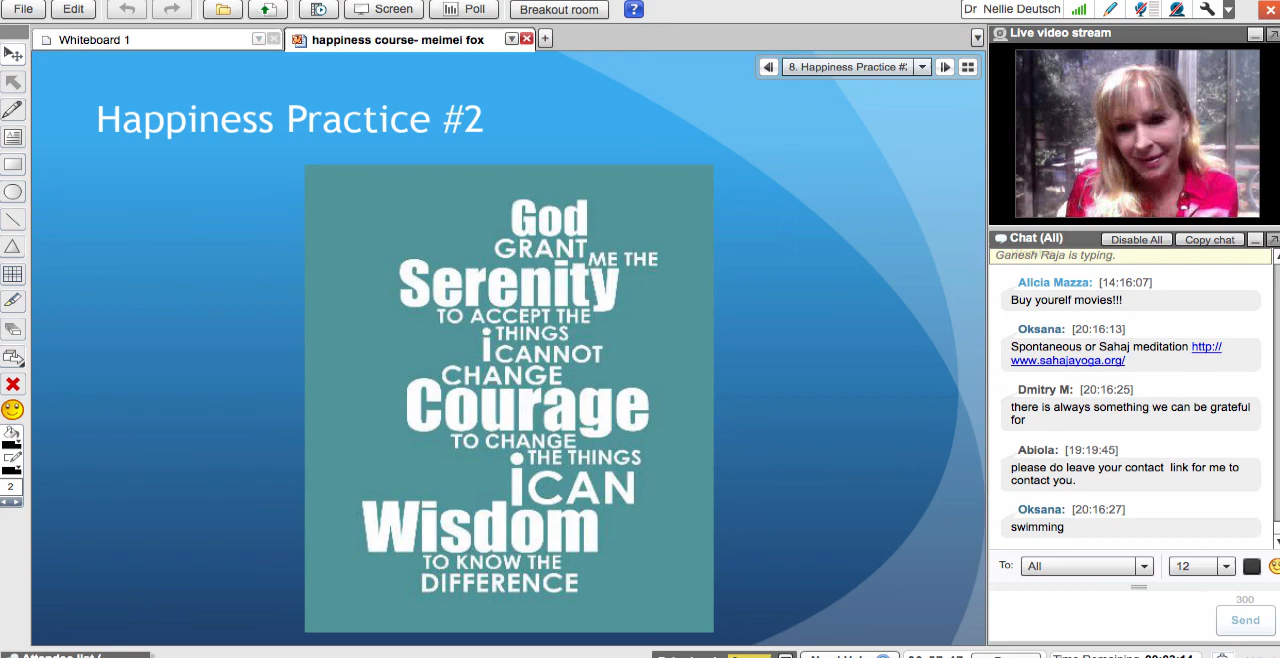 File Edit Screen Poll Breakout room ? Dr Nellie Deutsch
Whiteboard 1 happiness course- meimei fox +
Live video stream
8. Happiness Practice #
Happiness Practice #2
God
GRANT
ME THE
Serenity
TO ACCEPT THE
THINGS
i CANNOT
CHANGE
Courage
TO CHANGE
THE THINGS
iCAN
Wisdom
TO KNOW THE
DIFFERENCE
2
Chat (All) Disable All Copy chat
Ganesh Raja is typing.
Alicia Mazza: [14:16:07]
Buy yourelf movies!!!
Oksana: [20:16:13]
Spontaneous or Sahaj meditation http://
www.sahajayoga.org/
Dmitry M: [20:16:25]
there is always something we can be grateful
for
Abiola: [19:19:45]
please do leave your contact link for me to
contact you.
Oksana: [20:16:27]
swimming
To: All 12
300
Send